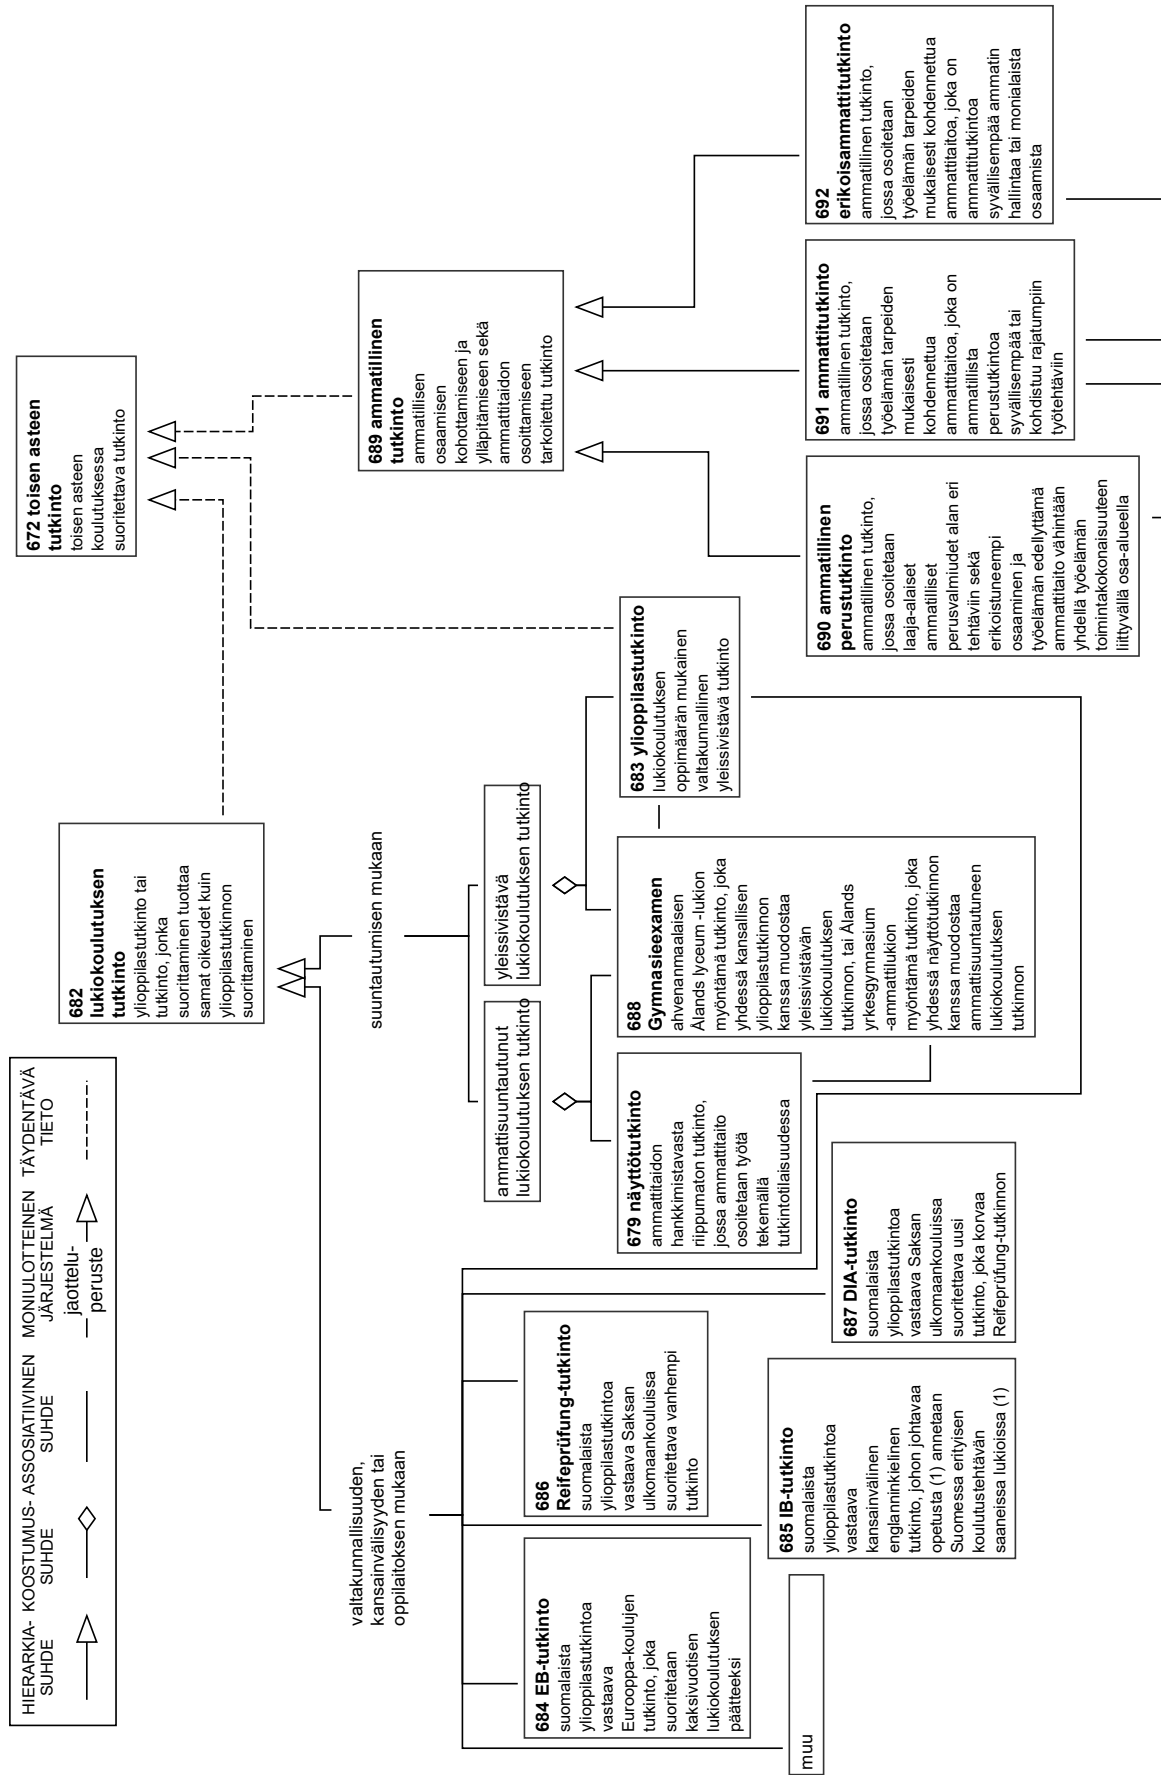 HIERARKIA-
SUHDE
KOOSTUMUS-
SUHDE
ASSOSIATIIVINEN
SUHDE
MONIULOTTEINEN
JÄRJESTELMÄ
jaottelu-
peruste
TÄYDENTÄVÄ
TIETO
672 toisen asteen
tutkinto
toisen asteen
koulutuksessa
suoritettava tutkinto
682
lukiokoulutuksen
tutkinto
ylioppilastutkinto tai
tutkinto, jonka
suorittaminen tuottaa
samat oikeudet kuin
ylioppilastutkinnon
suorittaminen
689 ammatillinen
tutkinto
ammatillisen
osaamisen
kohottamiseen ja
ylläpitämiseen sekä
ammattitaidon
osoittamiseen
tarkoitettu tutkinto
valtakunnallisuuden,
kansainvälisyyden tai
oppilaitoksen mukaan
suntautumisen mukaan
ammattisuuntautunut
lukiokoulutuksen tutkinto
yleissivistävä
lukiokoulutuksen tutkinto
684 EB-tutkinto
suomalaista
ylioppilastutkintoa
vastaava
Eurooppa-koulujen
tutkinto, joka
suoritetaan
kaksivuotisen
lukiokoulutuksen
päätteeksi
686
Reifeprüfung-tutkinto
suomalaista
ylioppilastutkintoa
vastaava Saksan
ulkomaankouluissa
suoritettava vanhempi
tutkinto
679 näyttötutkinto
ammattitaidon
hankkimistavasta
riippumaton tutkinto,
jossa ammattitaito
osoitetaan työtä
tekemällä
tutkintotilaisuudessa
688
Gymnasieexamen
ahvenanmaalaisen
Ålands lyceum -lukion
myöntämä tutkinto, joka
yhdessä kansallisen
ylioppilastutkinnon
kanssa muodostaa
yleissivistävän
lukiokoulutuksen
tutkinnon, tai Ålands
yrkesgymnasium
-ammattilukion
myöntämä tutkinto, joka
yhdessä näyttötutkinnon
kanssa muodostaa
ammattisuuntautuneen
lukiokoulutuksen
tutkinnon
683 ylioppilastutkinto
lukiokoulutuksen
oppimäärän mukainen
valtakunnallinen
yleissivistävä tutkinto
muu
685 IB-tutkinto
suomalaista
ylioppilastutkintoa
vastaava
kansainvälinen
englanninkielinen
tutkinto, johon johtavaa
opetusta (1) annetaan
Suomessa erityisen
koulutustehtävän
saaneissa lukioissa (1)
687 DIA-tutkinto
suomalaista
ylioppilastutkintoa
vastaava Saksan
ulkomaankouluissa
suoritettava uusi
tutkinto, joka korvaa
Reifeprüfung-tutkinnon
690 ammatillinen
perustutkinto
ammatillinen tutkinto,
jossa osoitetaan
laaja-alaiset
ammatilliset
perusvalmiudet alan eri
tehtäviin sekä
erikoistuneempi
osaaminen ja
työelämän edellyttämä
ammattitaito vähintään
yhdellä työelämän
toimintakokonaisuuteen
liittyvällä osa-alueella
691 ammattitutkinto
ammatillinen tutkinto,
jossa osoitetaan
työelämän tarpeiden
mukaisesti
kohdennettua
ammattitaitoa, joka on
ammatillista
perustutkintoa
syvällisempää tai
kohdistuu rajatumpiin
työtehtäviin
692
erikoisammattitutkinto
ammatillinen tutkinto,
jossa osoitetaan
työelämän tarpeiden
mukaisesti kohdennettua
ammattitaitoa, joka on
ammattitutkintoa
syvällisempää ammatin
hallintaa tai monialaista
osaamista